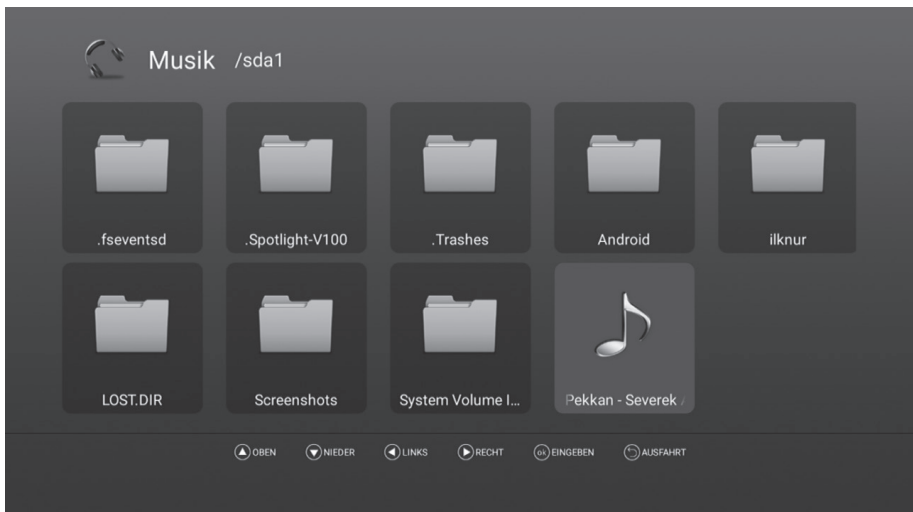 Musik /sda1
.fseventsd .Spotlight-V100 .Trashes Android ilknur
LOST.DIR Screenshots System Volume I... Pekkan - Severek
OBEN NIEDER LINKS RECHT ok EINGEBEN AUSFAHRT